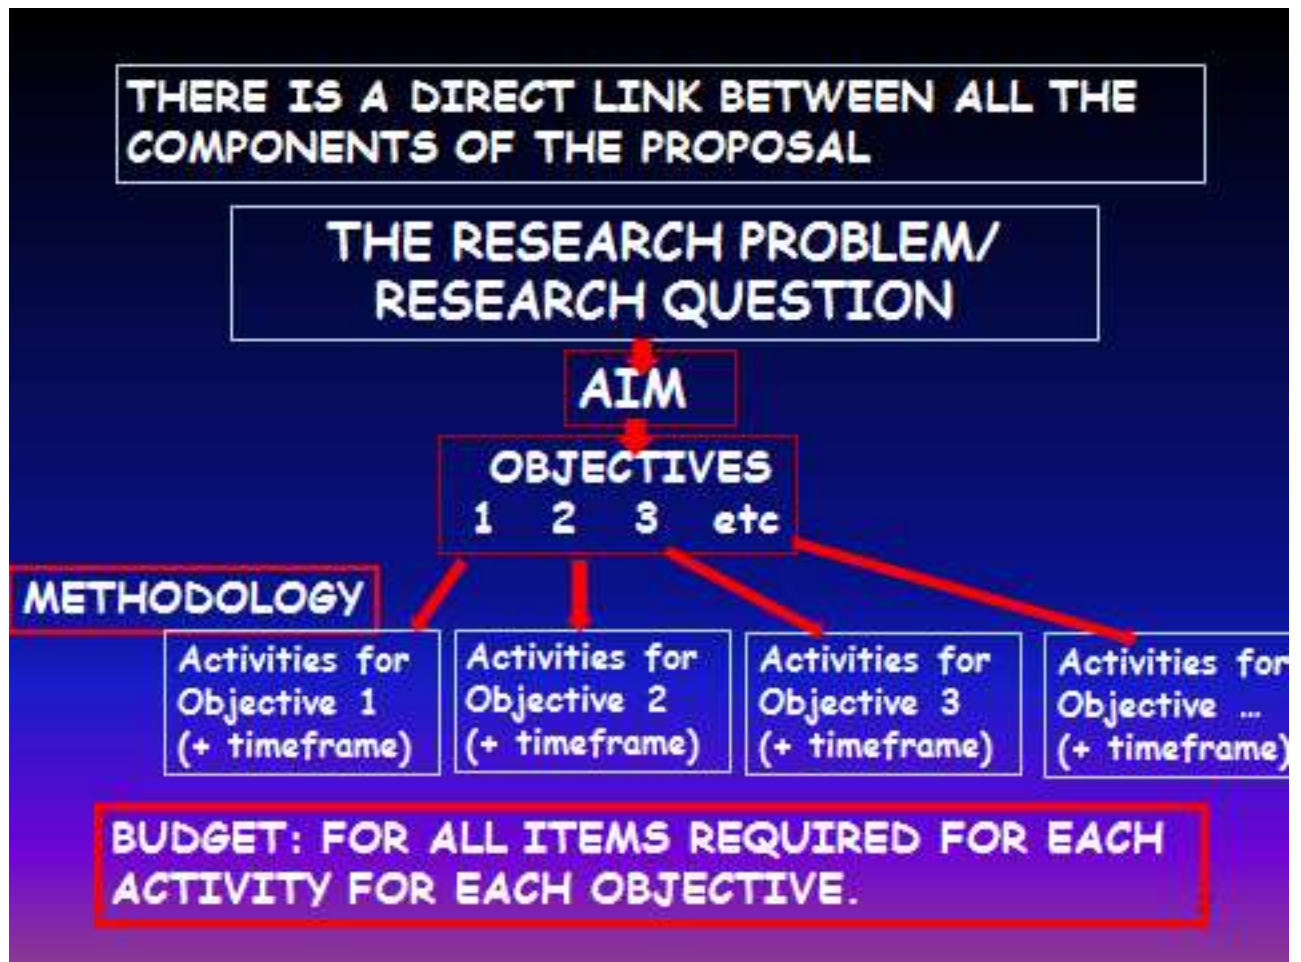 THERE IS A DIRECT LINK BETWEEN ALL THE
COMPONENTS OF THE PROPOSAL
THE RESEARCH PROBLEM/
RESEARCH QUESTION
AIM
OBJECTIVES
1 2 3 etc
METHODOLOGY
Activities for
Objective 1
(+ timeframe)
Activities for
Objective 2
(+ timeframe)
Activities for
Objective 3
(+ timeframe)
Activities for
Objective …
(+ timeframe)
BUDGET: FOR ALL ITEMS REQUIRED FOR EACH
ACTIVITY FOR EACH OBJECTIVE.